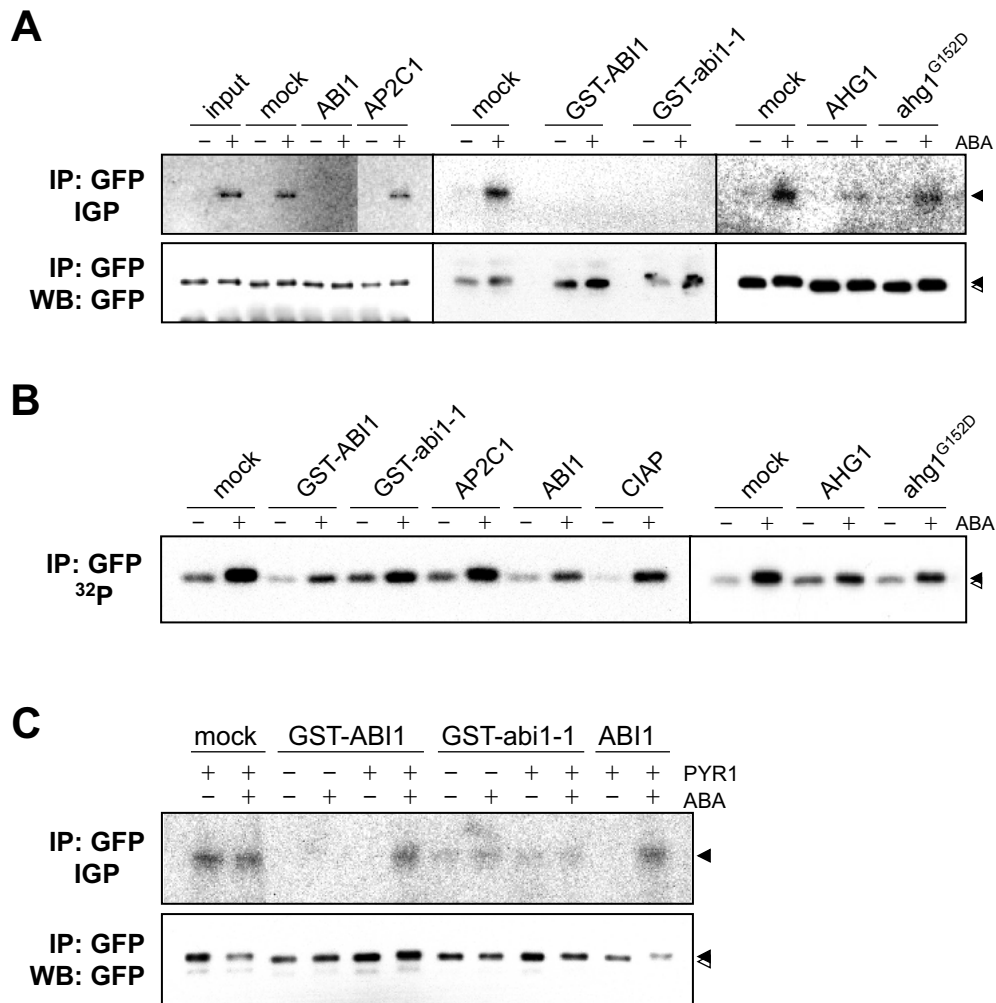 A
input mock ABI1 AP2C1 mock GST-ABI1 GST-abi1-1 mock AHG1 ahg1G152D
– + – + – + – + – + – + – + – + – + – + ABA
IP: GFP
IGP
IP: GFP
WB: GFP
B
mock GST-ABI1 GST-abi1-1 AP2C1 ABI1 CIAP mock AHG1 ahg1G152D
– + – + – + – + – + – + – + – + – + ABA
IP: GFP
32P
C
mock GST-ABI1 GST-abi1-1 ABI1
+ + – – + + – – + + + + PYR1
– + – + – + – + – + – + ABA
IP: GFP
IGP
IP: GFP
WB: GFP